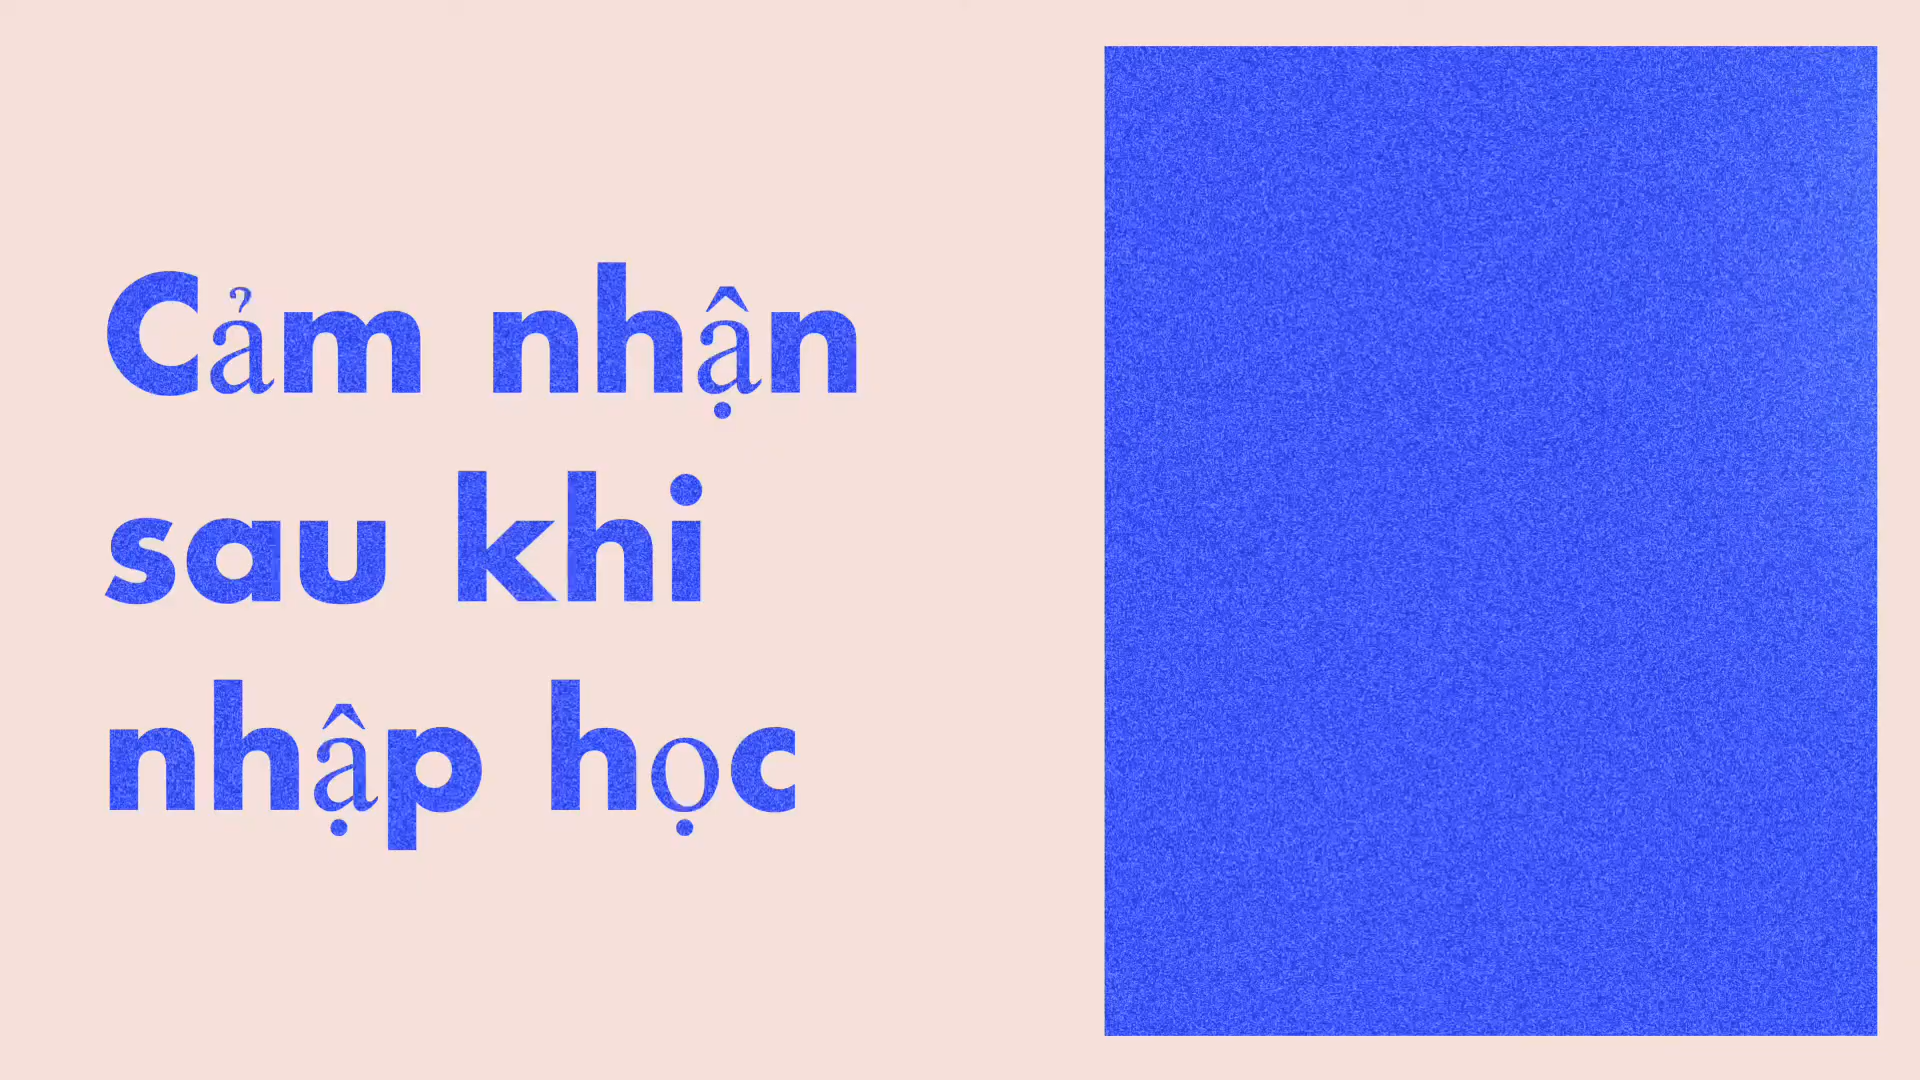 Cảm nhận
sau khi
nhập học